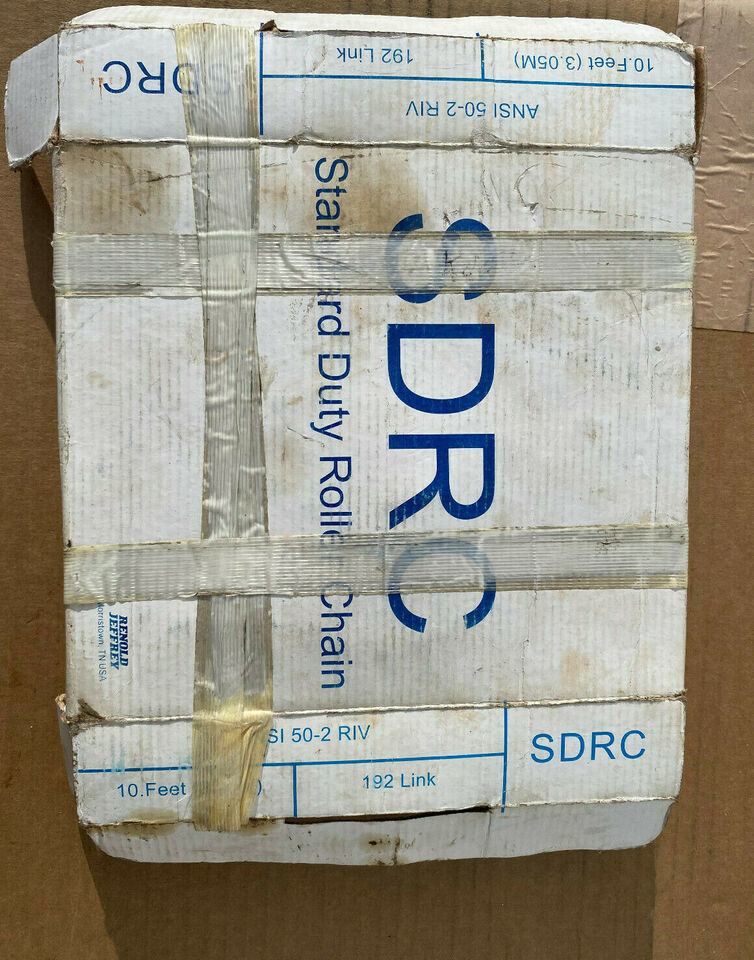 SDRC
192 Link
10.Feet (3.05M)
ANSI 50-2 RIV
SDRC
Standard Duty Roller Chain
RENOLD
JEFFREY
Morristown, TN USA
SI 50-2 RIV
SDRC
10.Feet )
192 Link